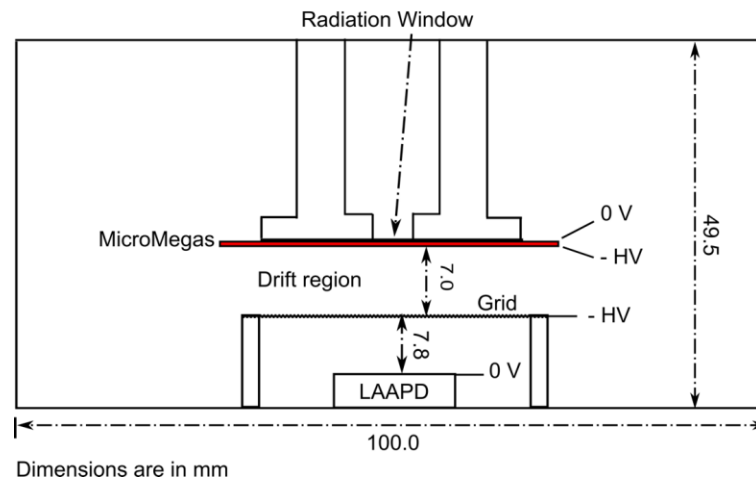 Radiation Window
MicroMegas
0 V
- HV
49.5
Drift region
7.0
Grid
- HV
7.8
0 V
LAAPD
100.0
Dimensions are in mm